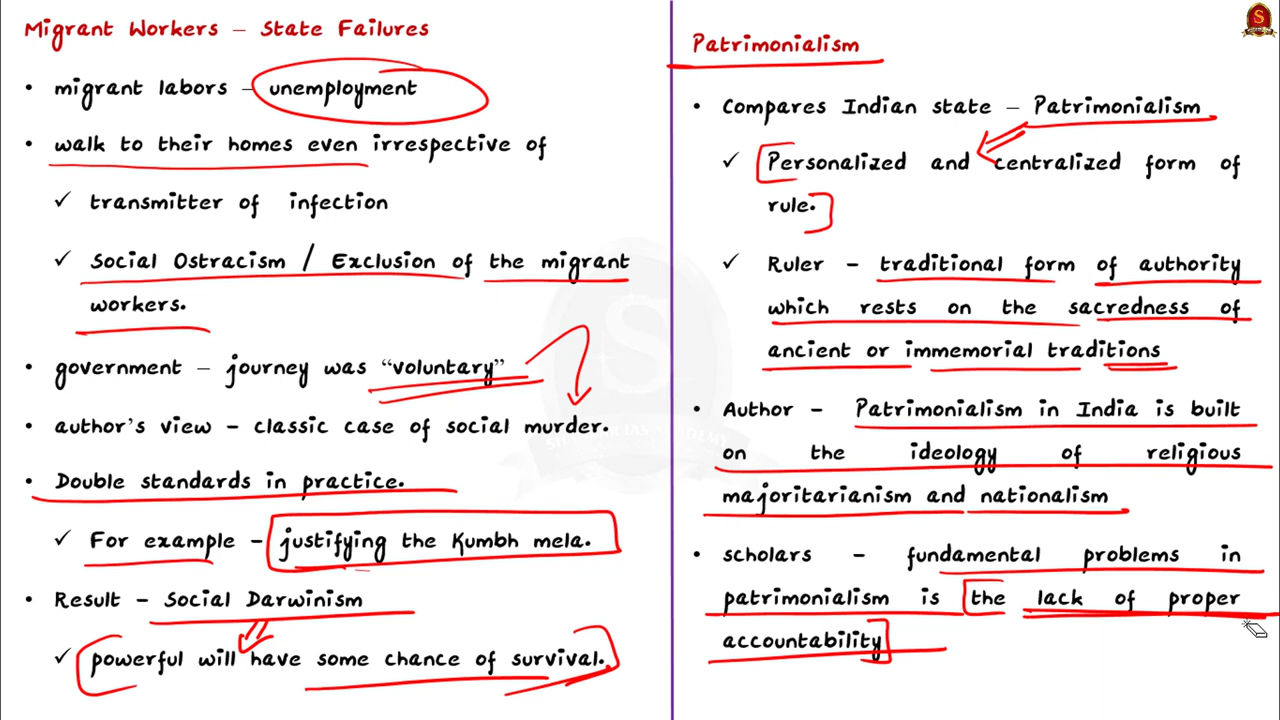 Migrant Workers – State Failures
• migrant labors – unemployment
• walk to their homes even irrespective of
✓ transmitter of infection
✓ Social Ostracism / Exclusion of the migrant
workers.
• government – journey was “voluntary”
• author's view – classic case of social murder.
• Double standards in practice.
✓ For example – justifying the Kumbh mela.
• Result – Social Darwinism
✓ powerful will have some chance of survival.
Patrimonialism
• Compares Indian state – Patrimonialism
✓ Personalized and centralized form of
rule.
✓ Ruler – traditional form of authority
which rests on the sacredness of
ancient or immemorial traditions
• Author – Patrimonialism in India is built
on the ideology of religious
majoritarianism and nationalism
• scholars – fundamental problems in
patrimonialism is the lack of proper
accountability
S